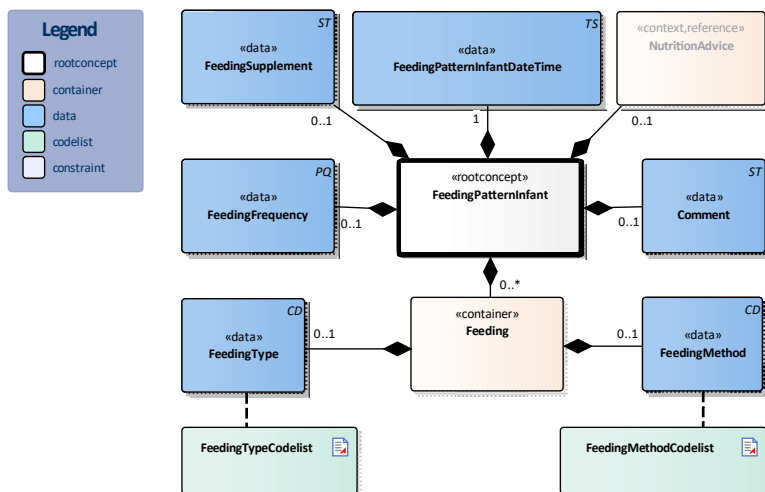 Legend
rootconcept
container
data
codelist
constraint
ST
«data»
FeedingSupplement
TS
«data»
FeedingPatternInfantDateTime
«context,reference»
NutritionAdvice
0..1
1
0..1
PQ
«data»
FeedingFrequency
0..1
«rootconcept»
FeedingPatternInfant
ST
«data»
Comment
0..1
0..*
CD
«data»
FeedingType
0..1
«container»
Feeding
0..1
CD
«data»
FeedingMethod
FeedingTypeCodelist
FeedingMethodCodelist